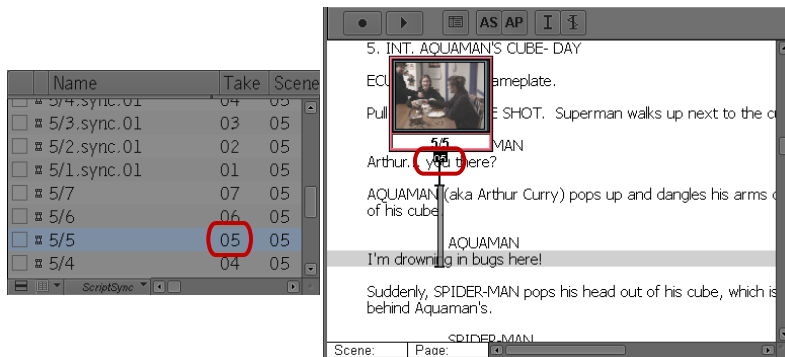 Name Take Scene
5/4.sync.01 04 05
5/3.sync.01 03 05
5/2.sync.01 02 05
5/1.sync.01 01 05
5/7 07 05
5/6 06 05
5/5 05 05
5/4 04 05
ScriptSync
AS AP
5. INT. AQUAMAN'S CUBE- DAY
ECU ameplate.
Pull E SHOT. Superman walks up next to the cu
5/5 MAN
05
Arthur... you there?
AQUAMAN (aka Arthur Curry) pops up and dangles his arms o
of his cube.
AQUAMAN
I'm drowning in bugs here!
Suddenly, SPIDER-MAN pops his head out of his cube, which is
behind Aquaman's.
SPIDER-MAN
Scene: Page: